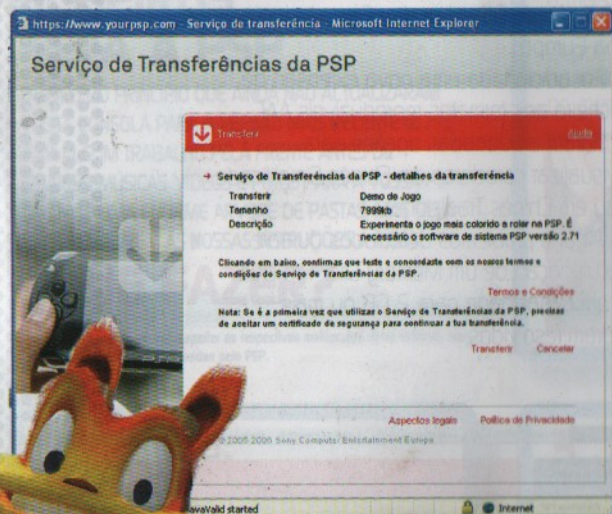 https://www.yourpsp.com - Serviço de transferência - Microsoft Internet Explorer
Serviço de Transferências da PSP
Transferir
Ajuda
Serviço de Transferências da PSP - detalhes da transferência
Transferir Demo de Jogo
Tamanho 7999kb
Descrição Experimenta o jogo mais colorido a rolar na PSP. É
necessário o software de sistema PSP versão 2.71
Clicando em baixo, confirmas que leste e concordaste com os nossos termos e
condições do Serviço de Transferências da PSP.
Termos e Condições
Nota: Se é a primeira vez que utilizas o Serviço de Transferências da PSP, precisas
de aceitar um certificado de segurança para continuar a tua transferência.
Transferir Cancelar
Aspectos legais Política de Privacidade
2005 2006 Sony Computer Entertainment Europe
started
Internet